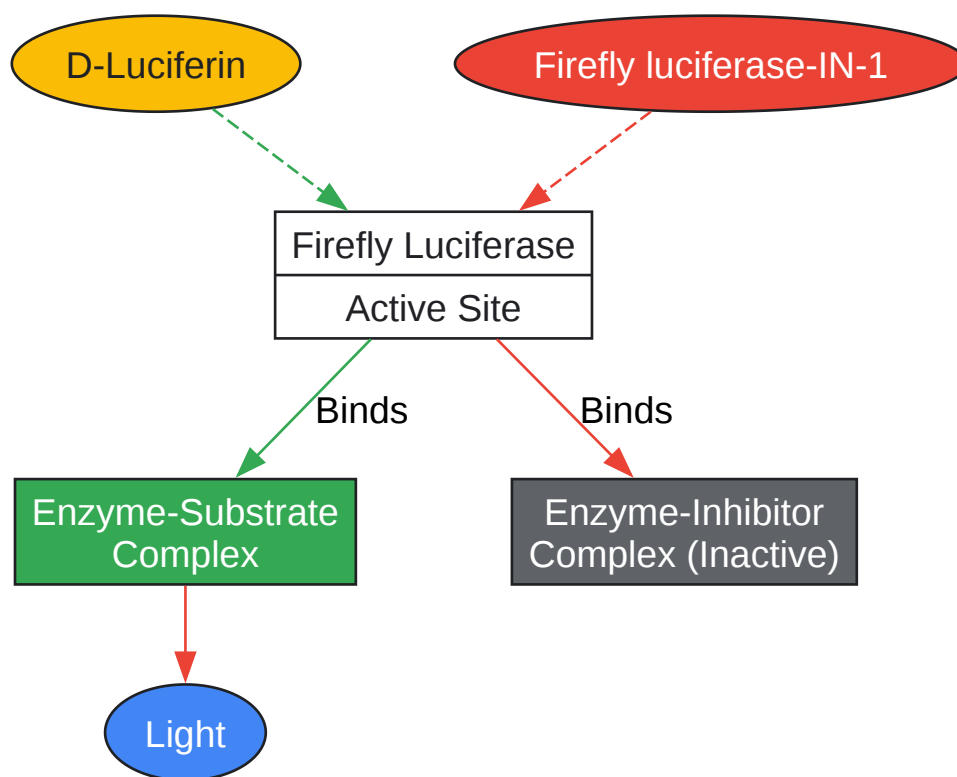 D-Luciferin
Firefly luciferase-IN-1
Firefly Luciferase
Active Site
Binds
Binds
Enzyme-Substrate
Complex
Enzyme-Inhibitor
Complex (Inactive)
Light